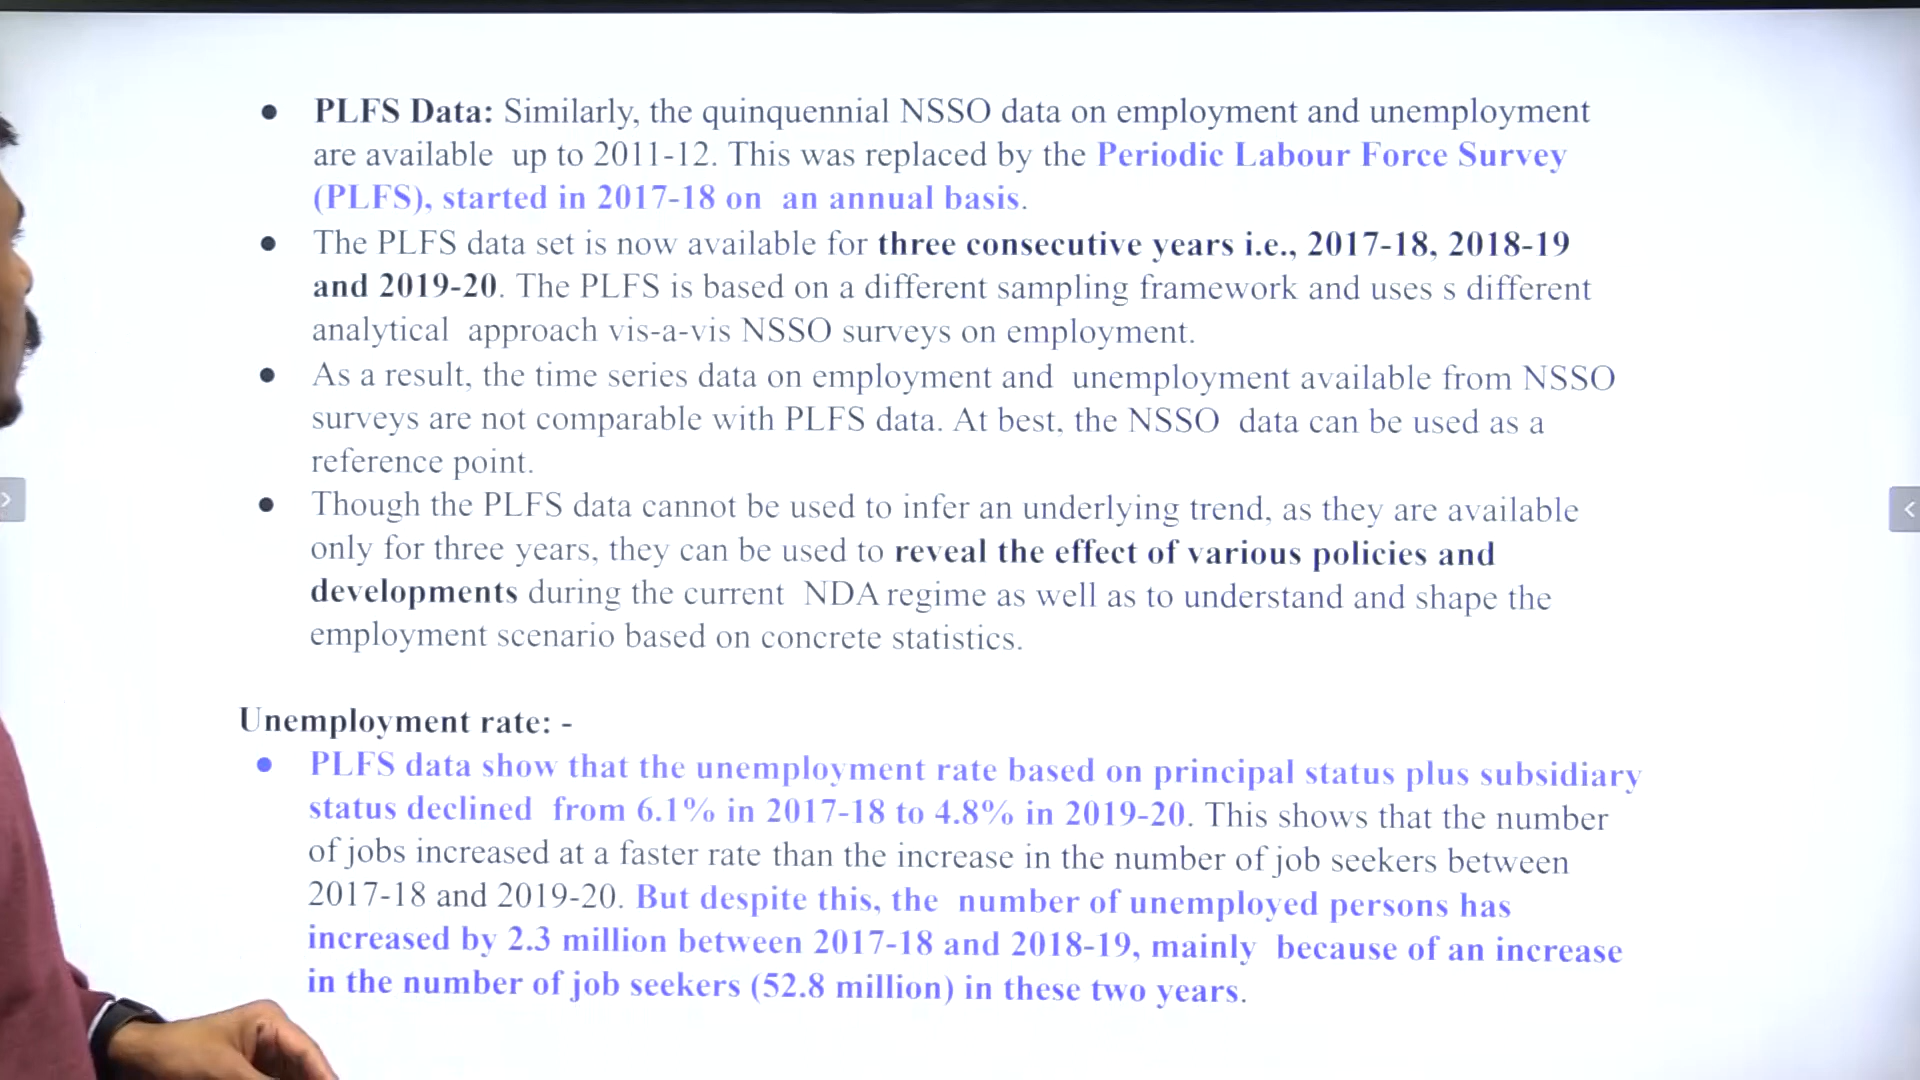 PLFS Data: Similarly, the quinquennial NSSO data on employment and unemployment
are available up to 2011-12. This was replaced by the Periodic Labour Force Survey
(PLFS), started in 2017-18 on an annual basis.
The PLFS data set is now available for three consecutive years i.e., 2017-18, 2018-19
and 2019-20. The PLFS is based on a different sampling framework and uses s different
analytical approach vis-a-vis NSSO surveys on employment.
As a result, the time series data on employment and unemployment available from NSSO
surveys are not comparable with PLFS data. At best, the NSSO data can be used as a
reference point.
Though the PLFS data cannot be used to infer an underlying trend, as they are available
only for three years, they can be used to reveal the effect of various policies and
developments during the current NDA regime as well as to understand and shape the
employment scenario based on concrete statistics.
Unemployment rate: -
PLFS data show that the unemployment rate based on principal status plus subsidiary
status declined from 6.1% in 2017-18 to 4.8% in 2019-20. This shows that the number
of jobs increased at a faster rate than the increase in the number of job seekers between
2017-18 and 2019-20. But despite this, the number of unemployed persons has
increased by 2.3 million between 2017-18 and 2018-19, mainly because of an increase
in the number of job seekers (52.8 million) in these two years.